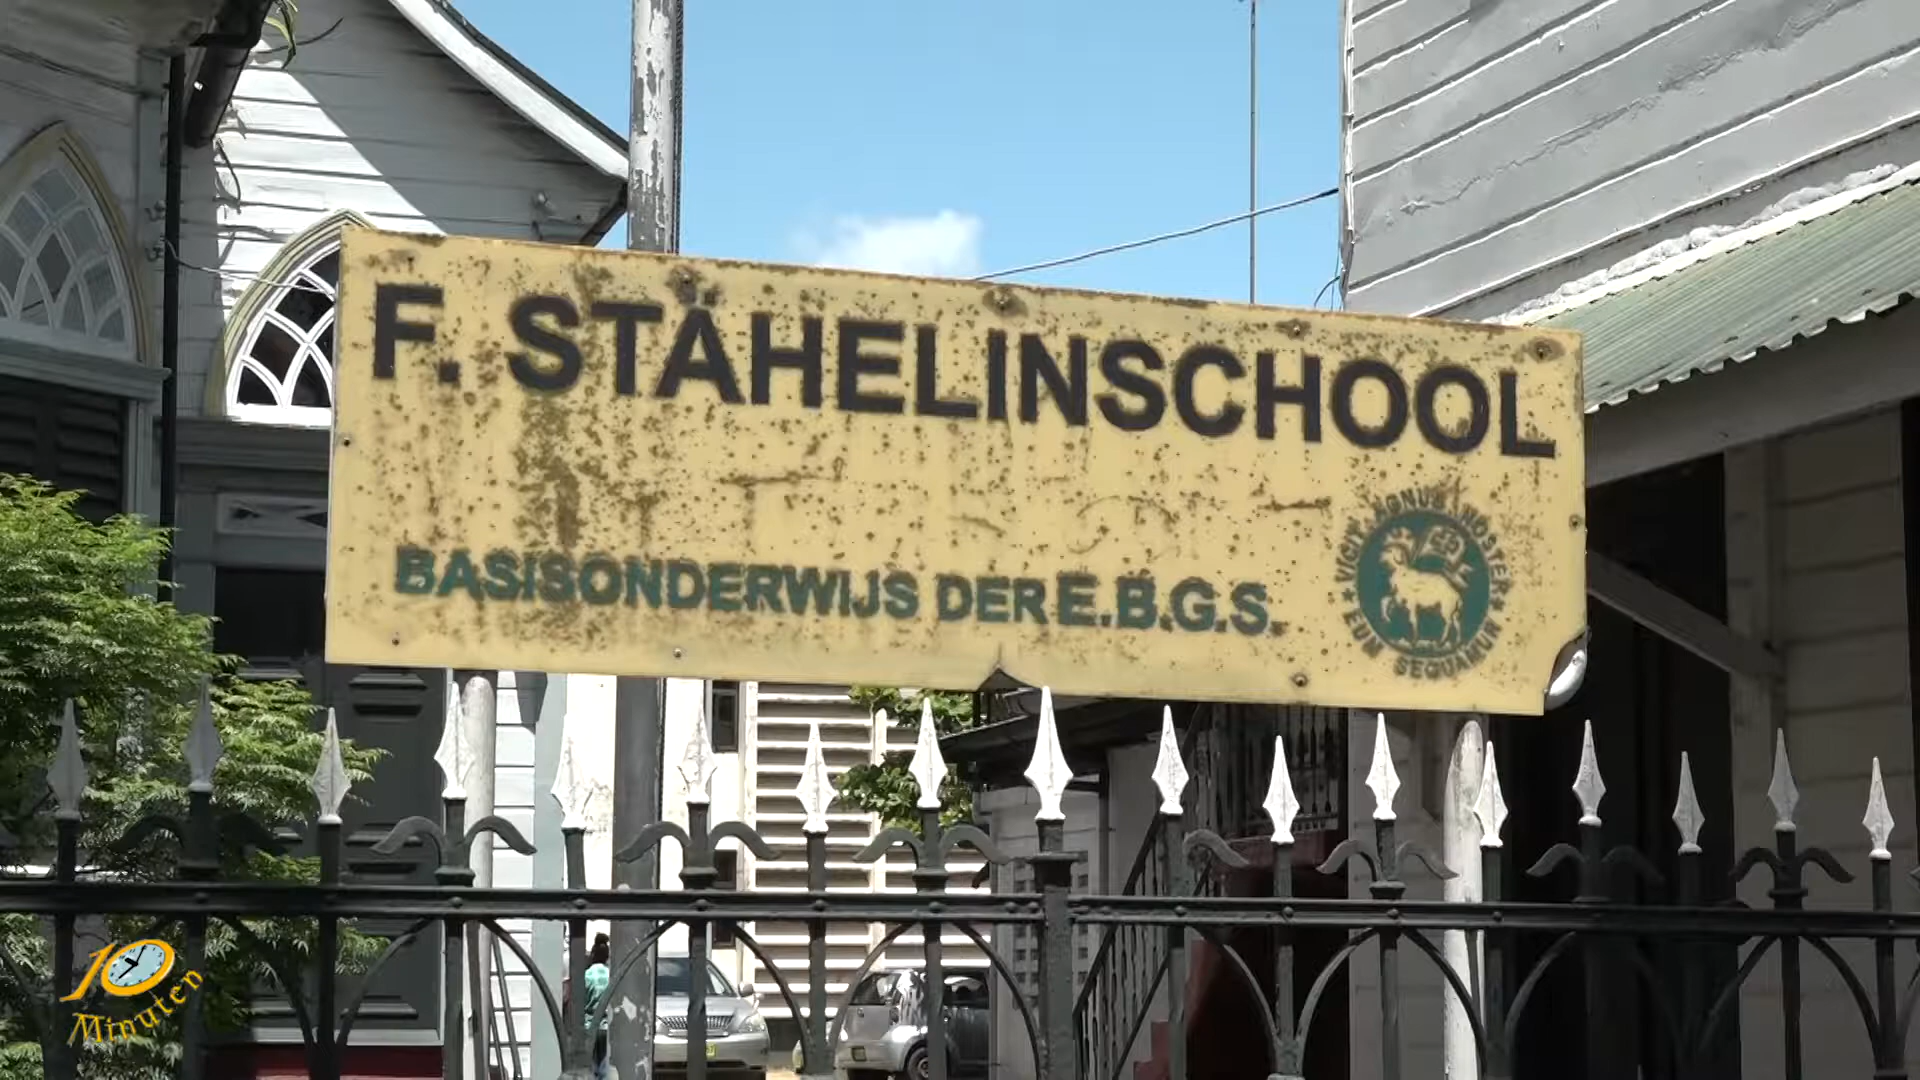 F. STÄHELINSCHOOL
BASISONDERWIJS DER E.B.G.S.
VICIT AGNUS NOSTER
EUM SEQUAMUR
10
Minuten